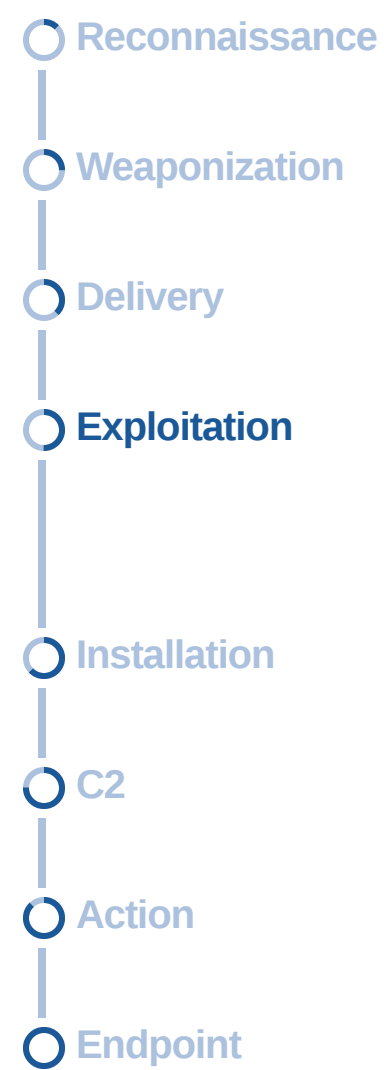 Reconnaissance
Weaponization
Delivery
Exploitation
Installation
C2
Action
Endpoint